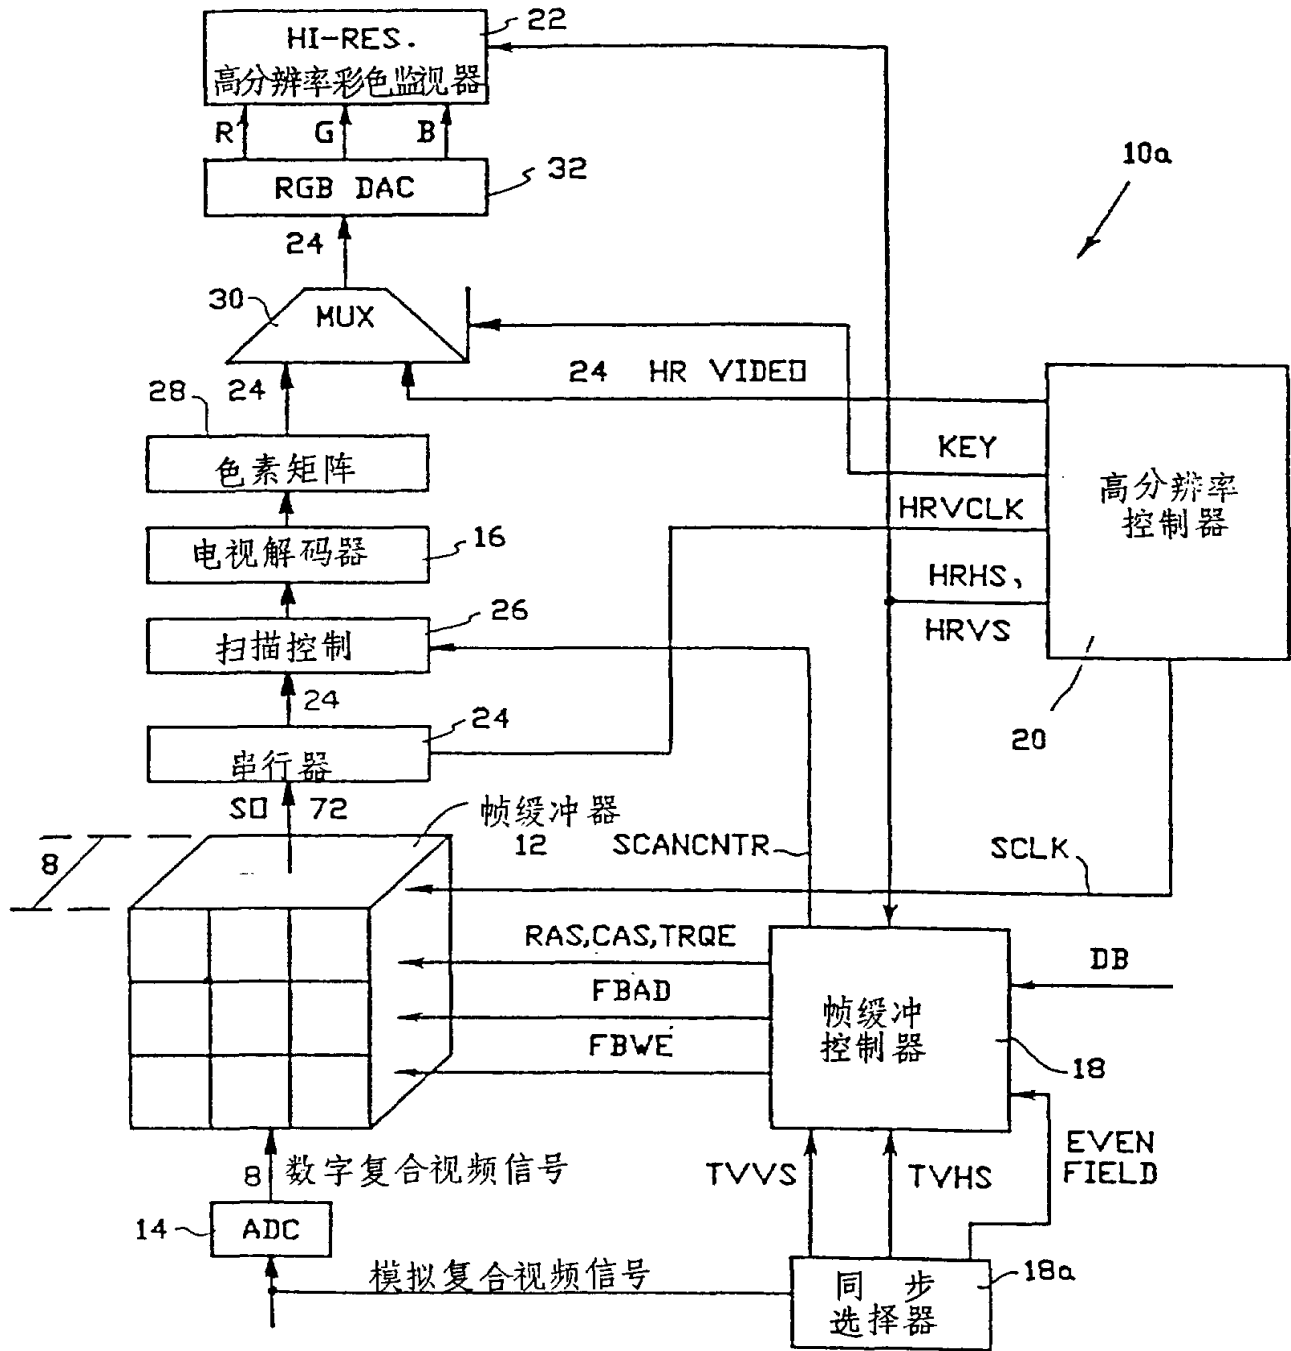 22
HI-RES.
高分辨率彩色监视器
R G B
RGB DAC
32
10a
24
30
MUX
24 HR VIDEO
24
28
KEY
色素矩阵
高分辨率
控制器
HRVCLK
电视解码器
16
HRHS、
HRVS
26
扫描控制
24
20
24
串行器
SO 72
帧缓冲器
12
SCANCNTR
SCLK
8
RAS,CAS,TRQE
DB
FBAD
帧缓冲
控制器
FBWE
18
EVEN
FIELD
TVVS
TVHS
8
数字复合视频信号
14
ADC
模拟复合视频信号
18a
同步
选择器